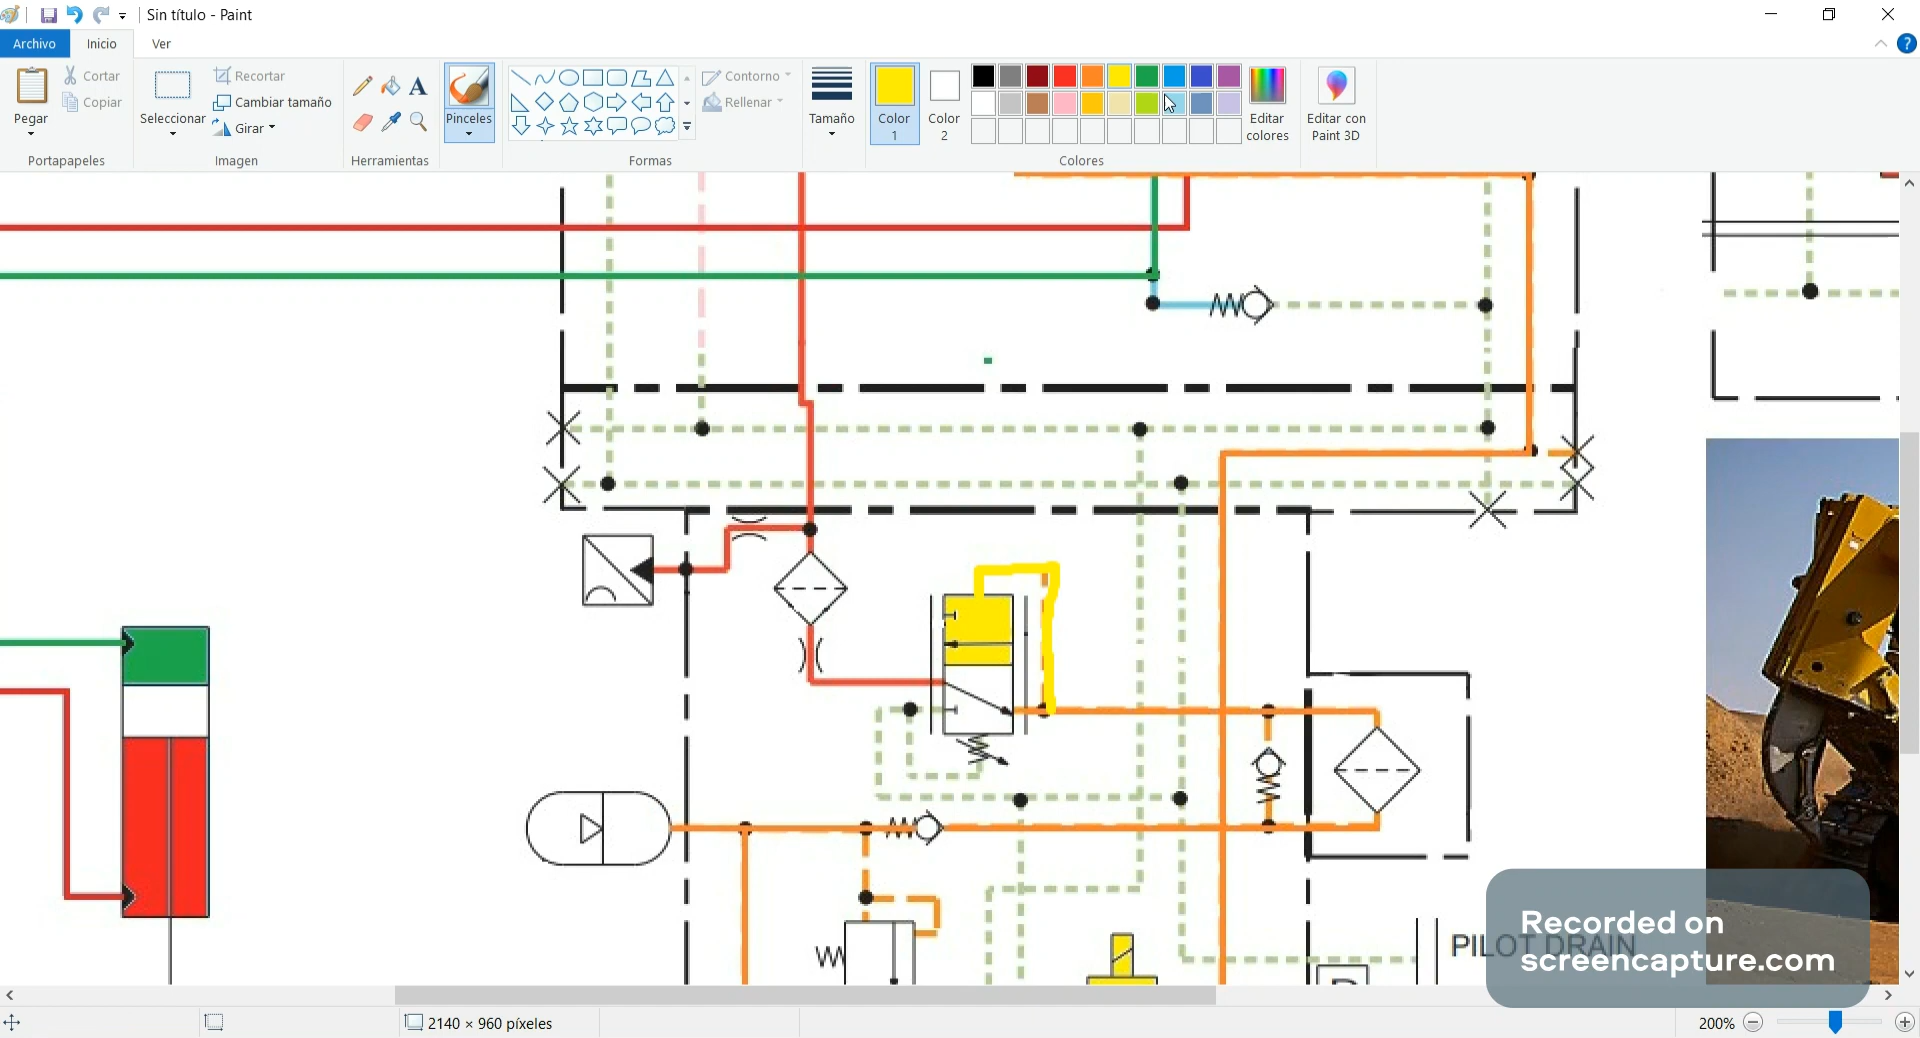 Sin título - Paint
Archivo
Inicio
Ver
Pegar
Cortar
Copiar
Portapapeles
Seleccionar
Recortar
Cambiar tamaño
Girar
Imagen
A
Herramientas
Pinceles
Contorno
Rellenar
Formas
Tamaño
Color
1
Color
2
Editar
colores
Colores
Editar con
Paint 3D
?
PILOT DRAIN
Recorded on
screencapture.com
2140 × 960 píxeles
200%